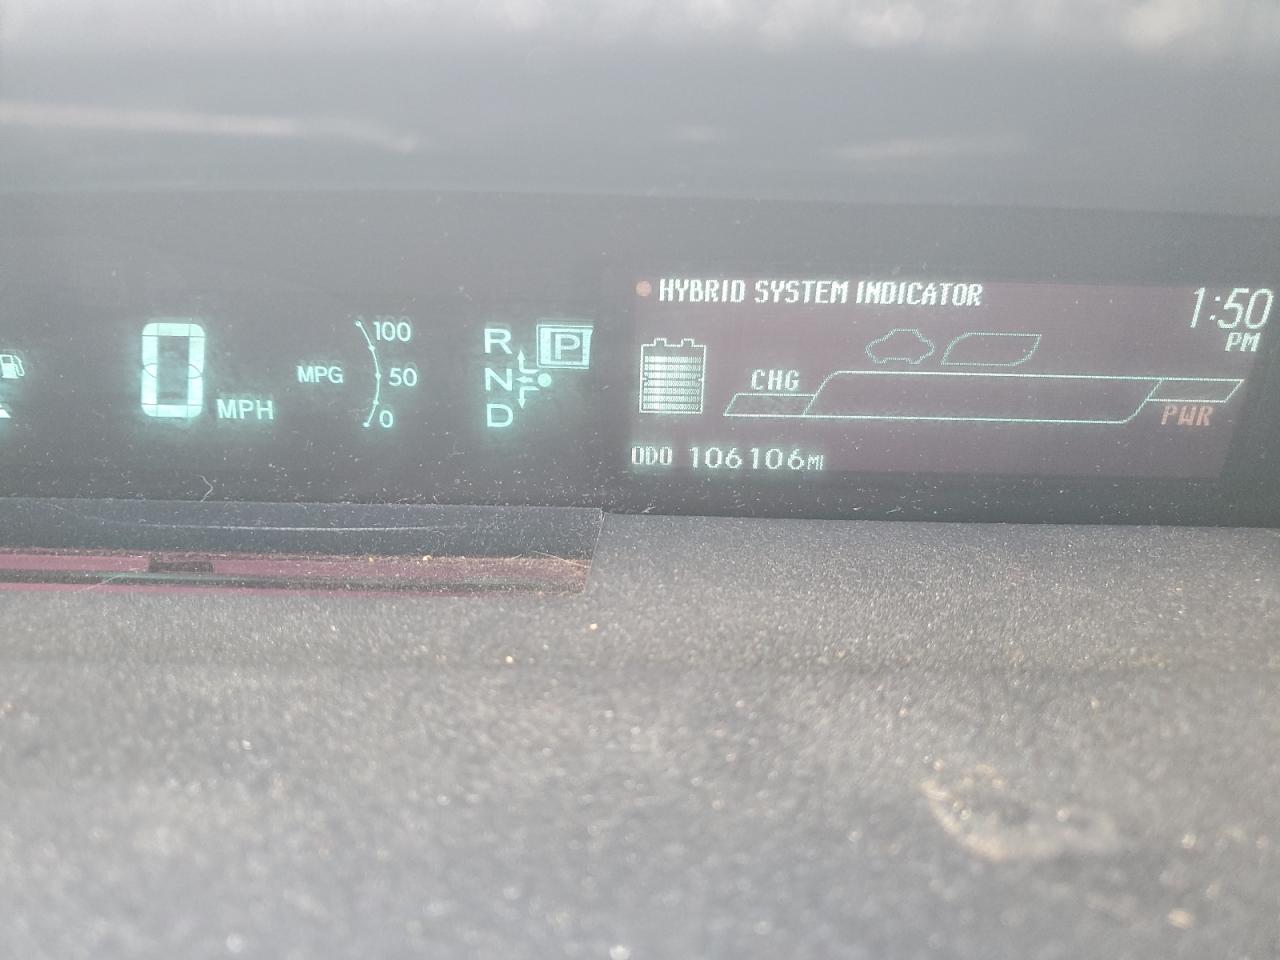 0 MPH
MPG
100
50
0
R
N
D
P
HYBRID SYSTEM INDICATOR
1:50
PM
CHG
PWR
ODO 106106MI